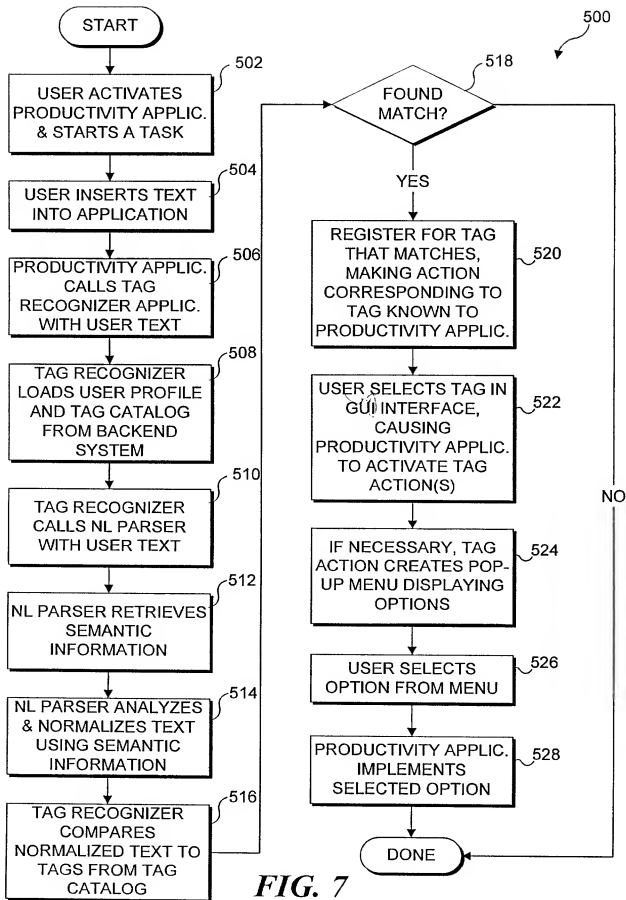 START
500
502
USER ACTIVATES
PRODUCTIVITY APPLIC.
& STARTS A TASK
504
USER INSERTS TEXT
INTO APPLICATION
506
PRODUCTIVITY APPLIC.
CALLS TAG
RECOGNIZER APPLIC.
WITH USER TEXT
508
TAG RECOGNIZER
LOADS USER PROFILE
AND TAG CATALOG
FROM BACKEND
SYSTEM
510
TAG RECOGNIZER
CALLS NL PARSER
WITH USER TEXT
512
NL PARSER RETRIEVES
SEMANTIC
INFORMATION
514
NL PARSER ANALYZES
& NORMALIZES TEXT
USING SEMANTIC
INFORMATION
516
TAG RECOGNIZER
COMPARES
NORMALIZED TEXT TO
TAGS FROM TAG
CATALOG
518
FOUND
MATCH?
YES
NO
520
REGISTER FOR TAG
THAT MATCHES,
MAKING ACTION
CORRESPONDING TO
TAG KNOWN TO
PRODUCTIVITY APPLIC.
522
USER SELECTS TAG IN
GUI INTERFACE,
CAUSING
PRODUCTIVITY APPLIC.
TO ACTIVATE TAG
ACTION(S)
524
IF NECESSARY, TAG
ACTION CREATES POP-
UP MENU DISPLAYING
OPTIONS
526
USER SELECTS
OPTION FROM MENU
528
PRODUCTIVITY APPLIC.
IMPLEMENTS
SELECTED OPTION
DONE
FIG. 7